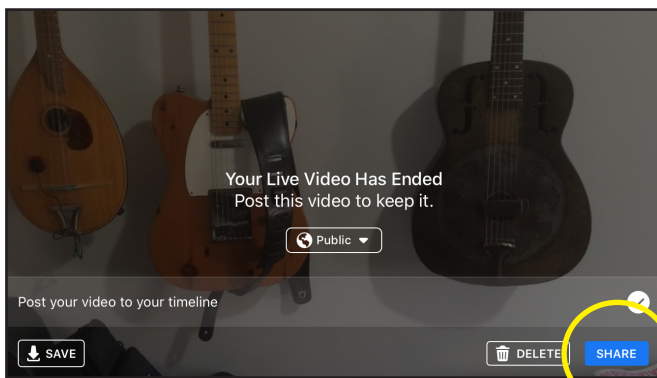 Your Live Video Has Ended
Post this video to keep it.
Public
Post your video to your timeline
SAVE
DELETE
SHARE